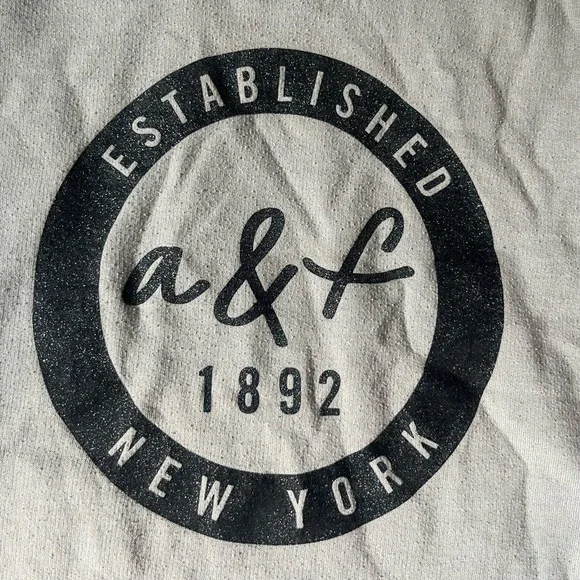 ESTABLISHED
a&f
1892
NEW YORK